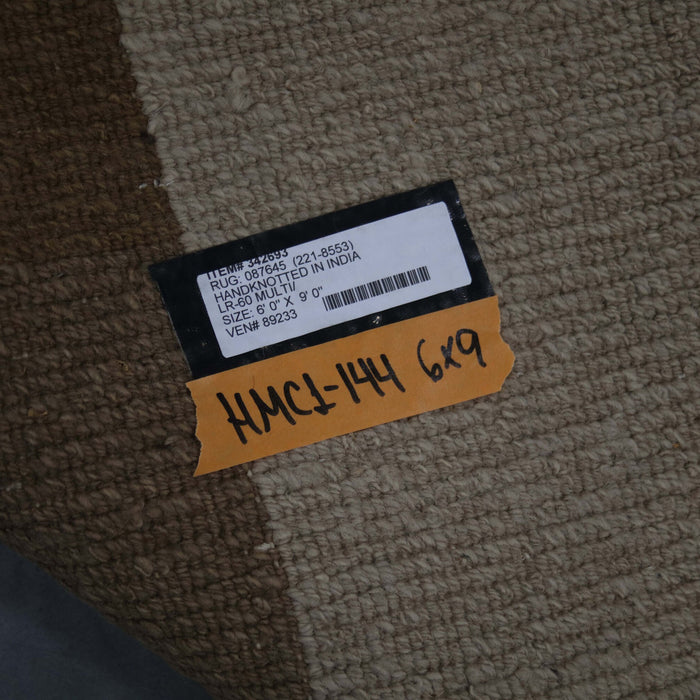 ITEM# 342693
RUG: 087645 (221-8553)
HANDKNOTTED IN INDIA
LR-60 MULTI/
SIZE: 6' 0" X 9' 0"
VEN# 89233
HMC1-144 6x9